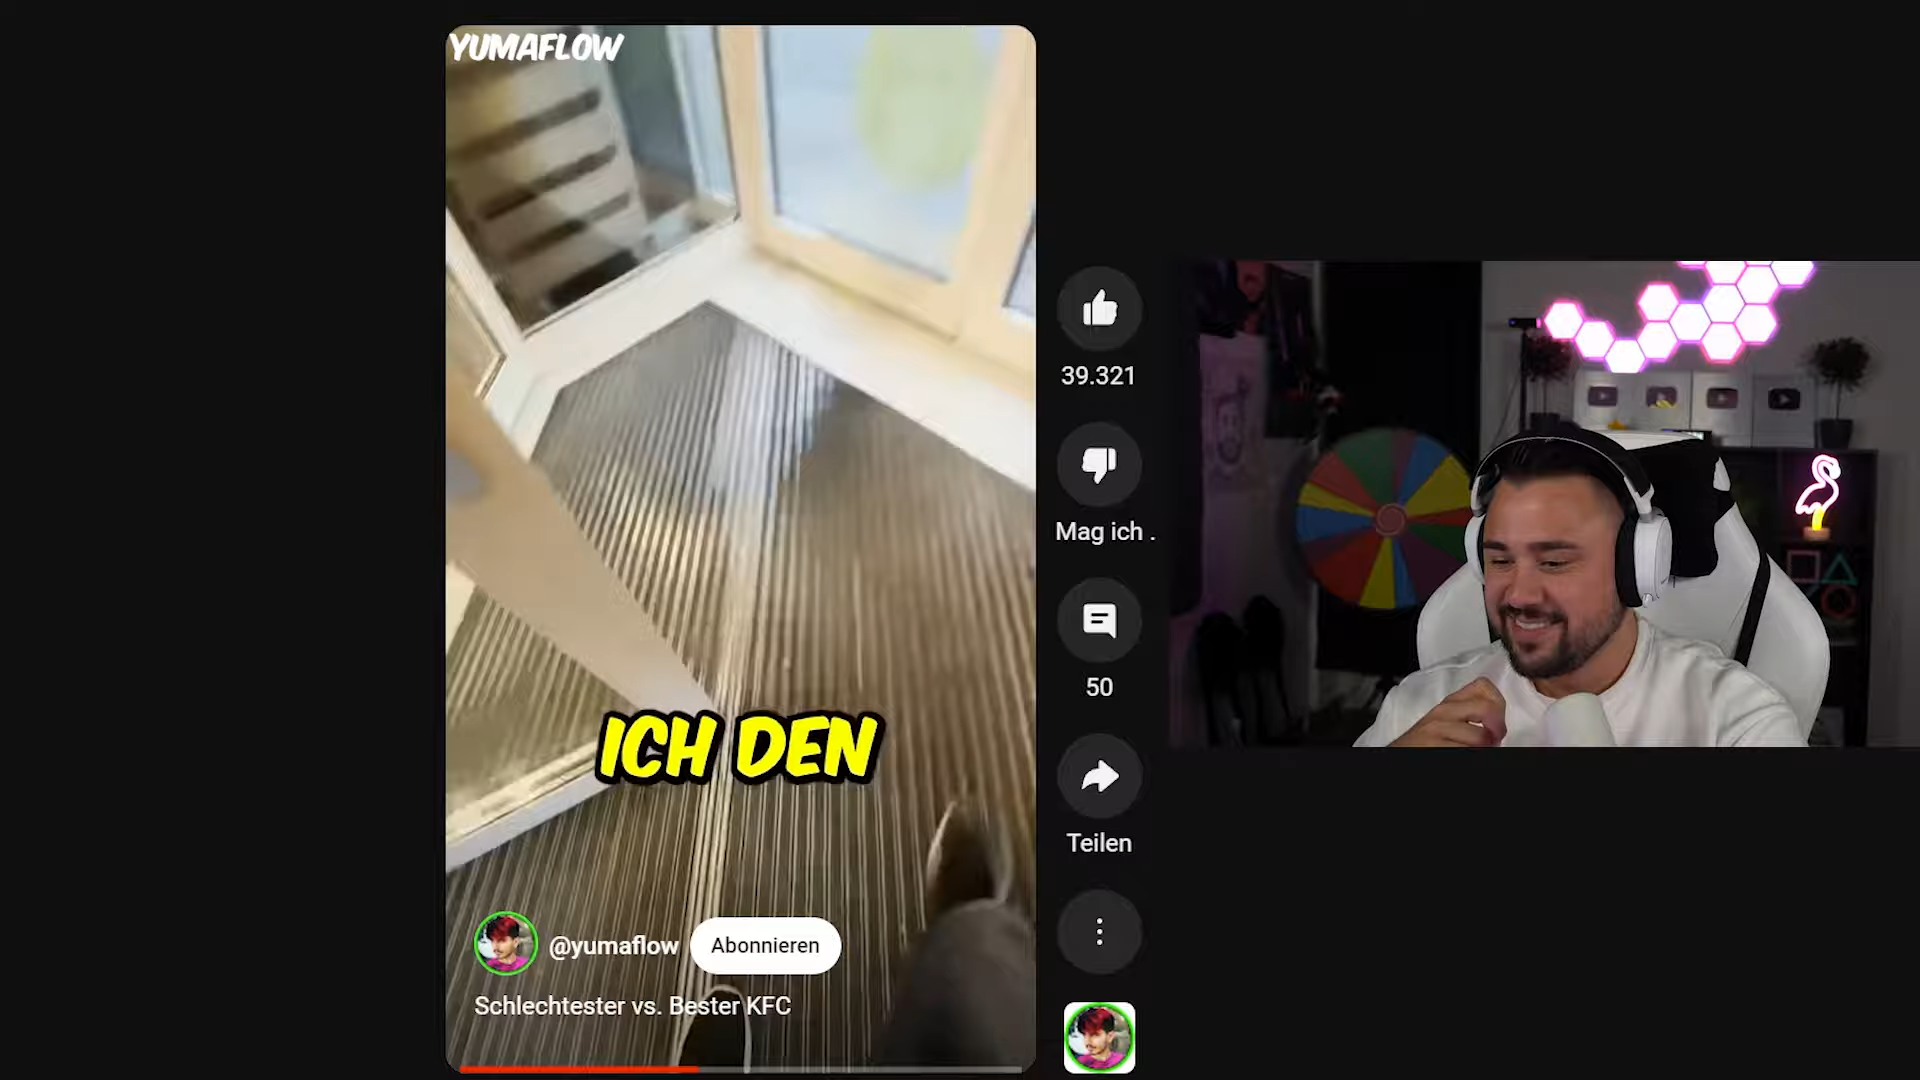 YUMAFLOW
ICH DEN
@yumaflow Abonnieren
Schlechtester vs. Bester KFC
39.321
Mag ich .
50
Teilen